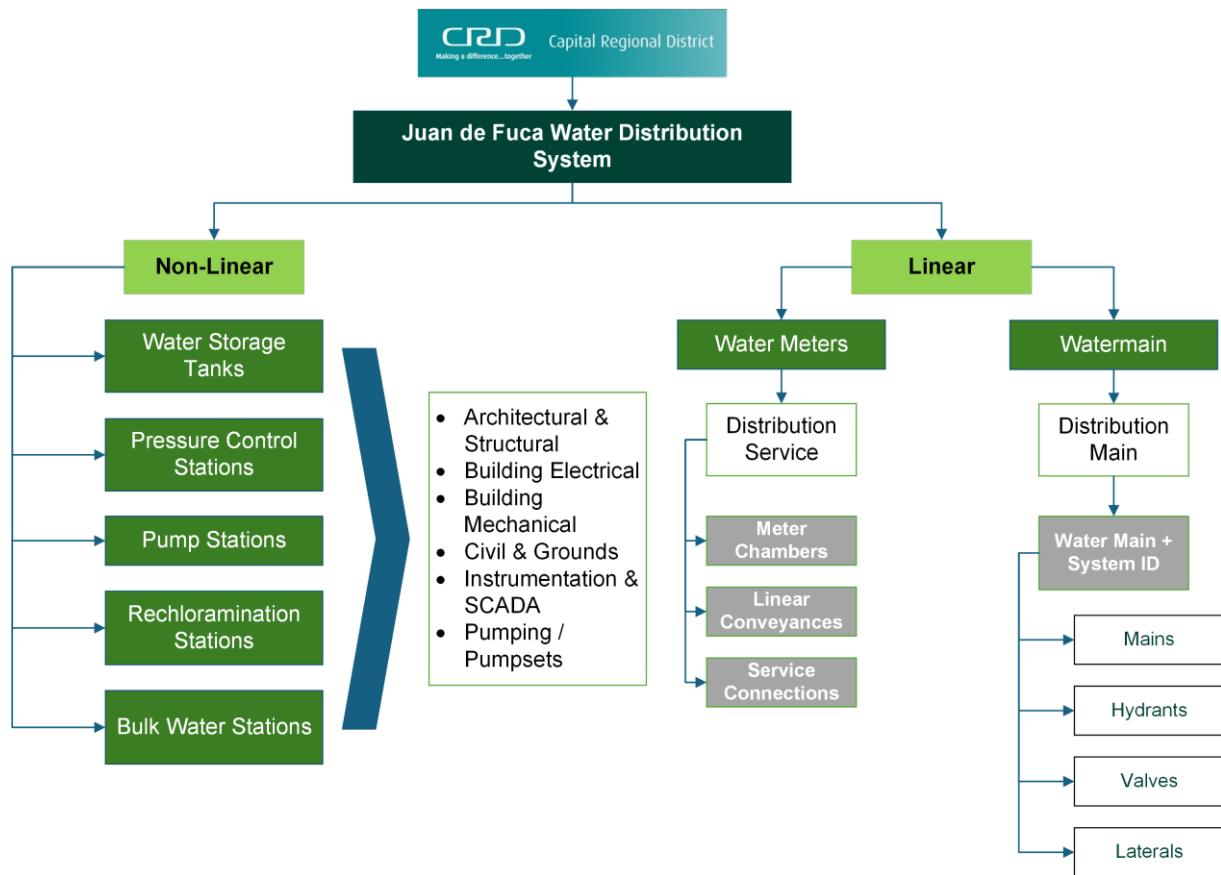 CRD
Making a difference...together
Capital Regional District
Juan de Fuca Water Distribution
System
Non-Linear
Linear
Water Storage
Tanks
Pressure Control
Stations
Pump Stations
Rechloramination
Stations
Bulk Water Stations
• Architectural &
Structural
• Building Electrical
• Building
Mechanical
• Civil & Grounds
• Instrumentation &
SCADA
• Pumping /
Pumpsets
Water Meters
Distribution
Service
Meter
Chambers
Linear
Conveyances
Service
Connections
Watermain
Distribution
Main
Water Main +
System ID
Mains
Hydrants
Valves
Laterals